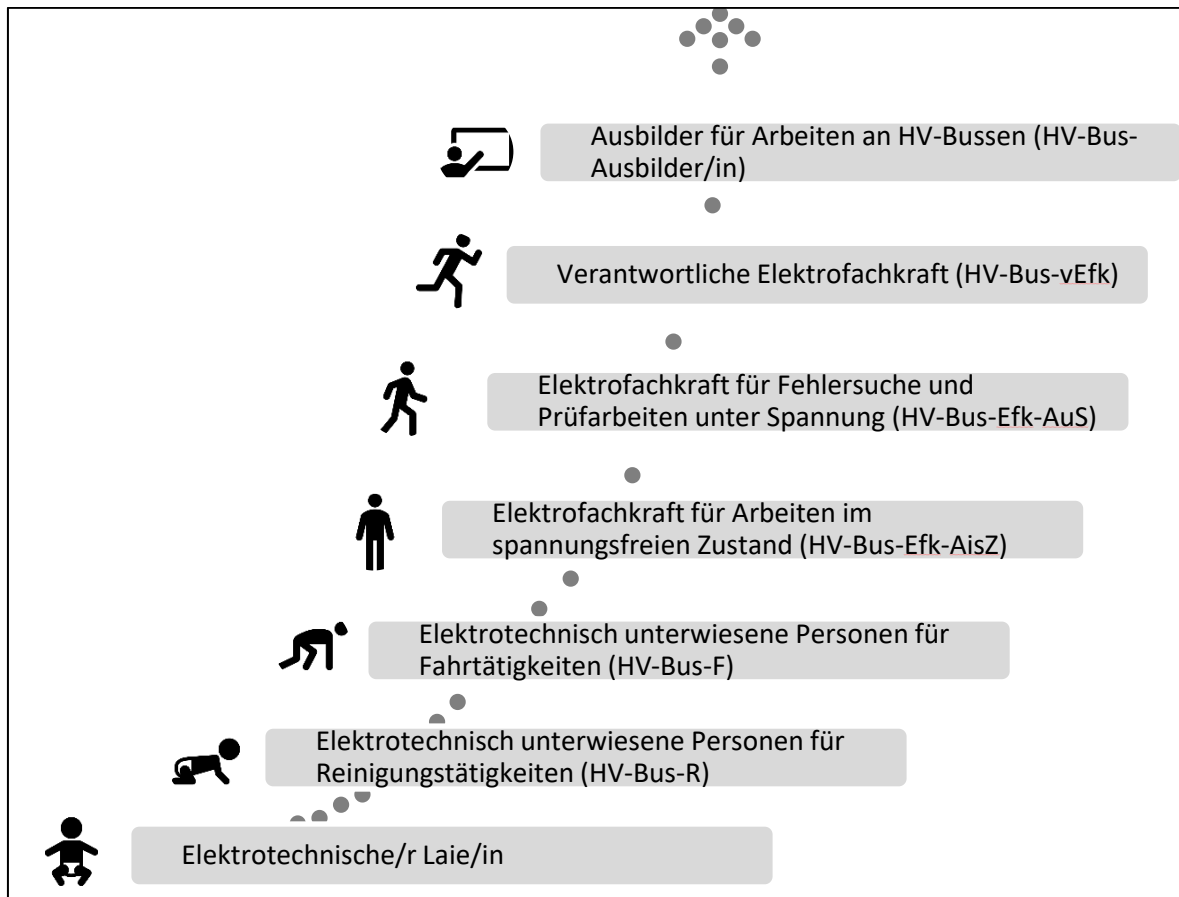 Ausbilder für Arbeiten an HV-Bussen (HV-Bus-
Ausbilder/in)
Verantwortliche Elektrofachkraft (HV-Bus-vEfk)
Elektrofachkraft für Fehlersuche und
Prüfarbeiten unter Spannung (HV-Bus-Efk-AuS)
Elektrofachkraft für Arbeiten im
spannungsfreien Zustand (HV-Bus-Efk-AisZ)
Elektrotechnisch unterwiesene Personen für
Fahrtätigkeiten (HV-Bus-F)
Elektrotechnisch unterwiesene Personen für
Reinigungstätigkeiten (HV-Bus-R)
Elektrotechnische/r Laie/in